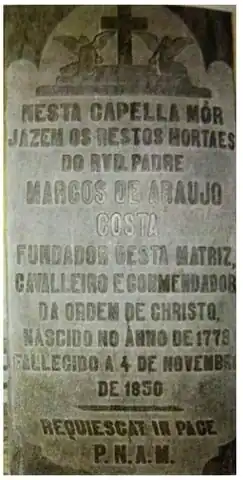 NESTA CAPELLA MÓR
JAZEM OS RESTOS MORTAES
DO RVD. PADRE
MARCOS DE ARAUJO
COSTA
FUNDADOR DESTA MATRIZ,
CAVALLEIRO E COMMENDADOR
DA ORDEM DE CHRISTO,
NASCIDO NO ANNO DE 1778
FALLECIDO A 4 DE NOVEMBRO
DE 1850
REQUIESCAT IN PACE
P. N. A. M.